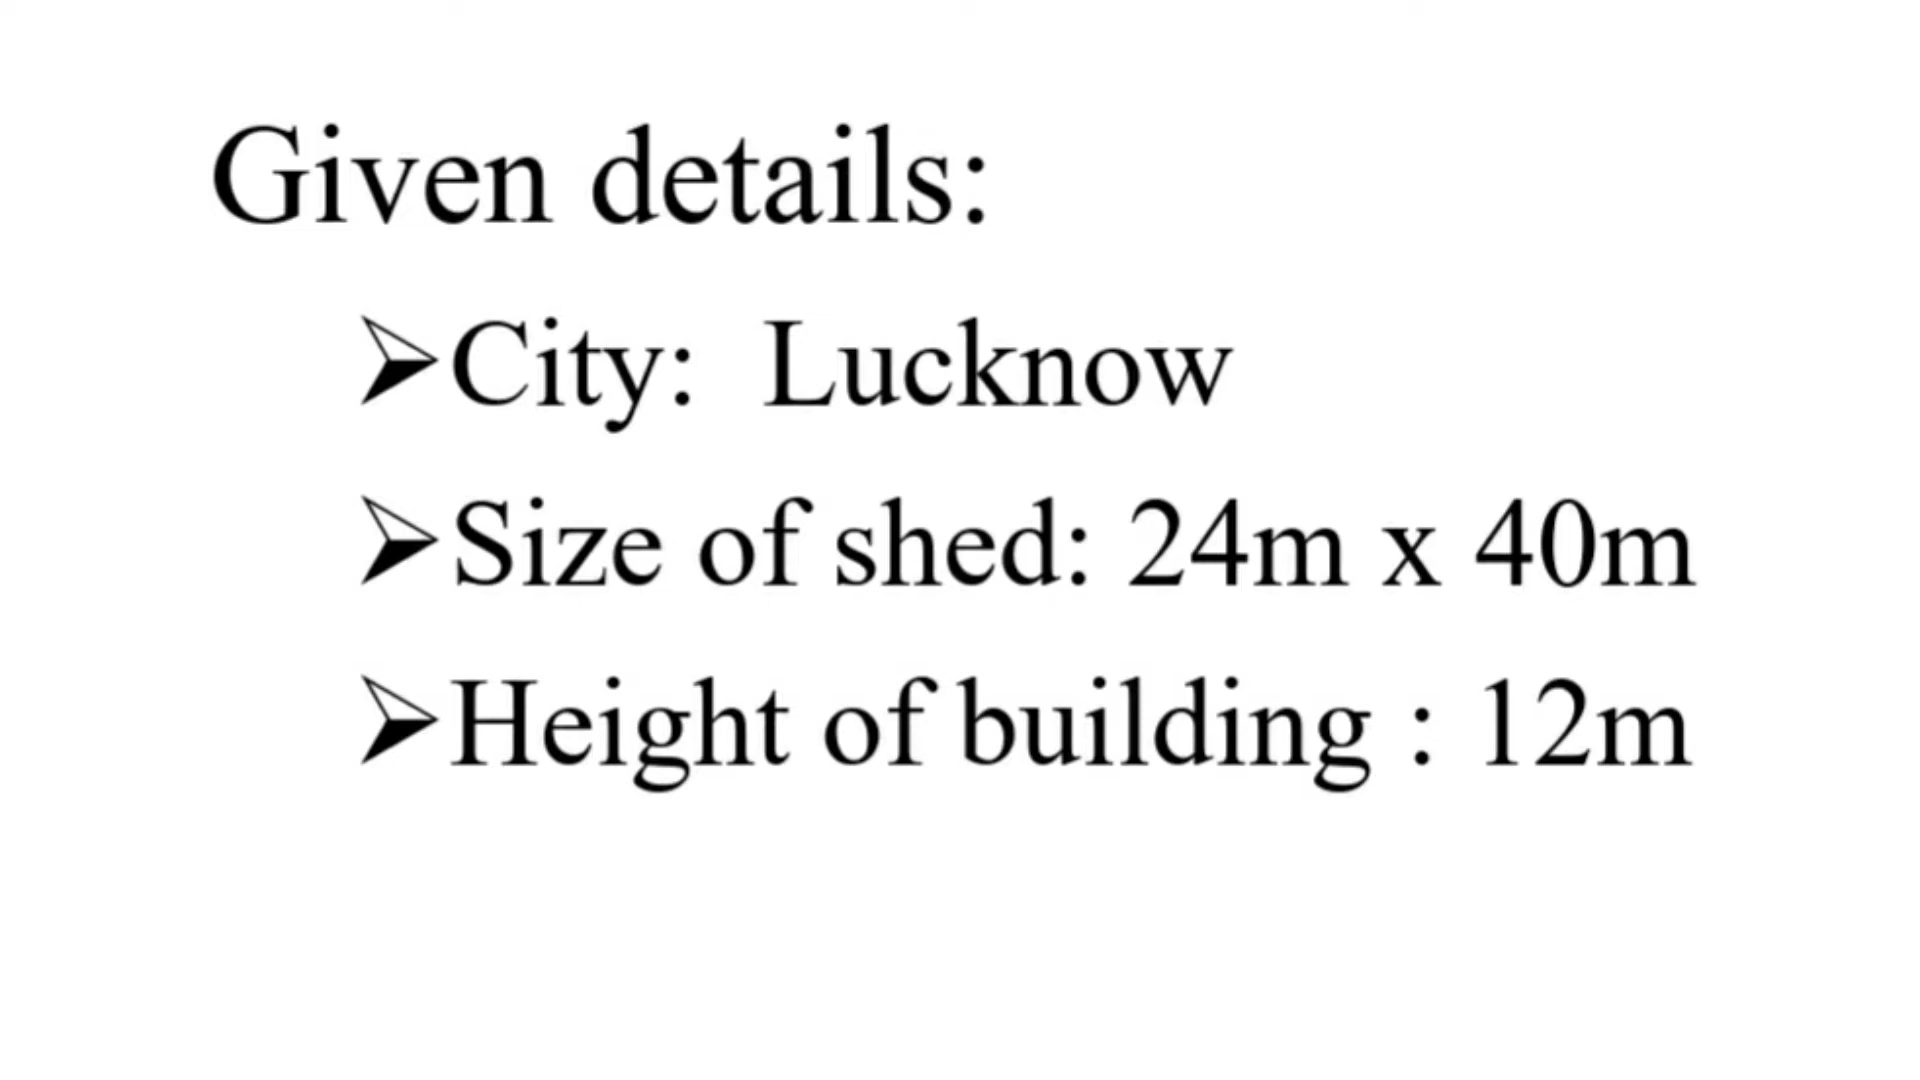 Given details:
➢City:  Lucknow
➢Size of shed: 24m x 40m
➢Height of building : 12m